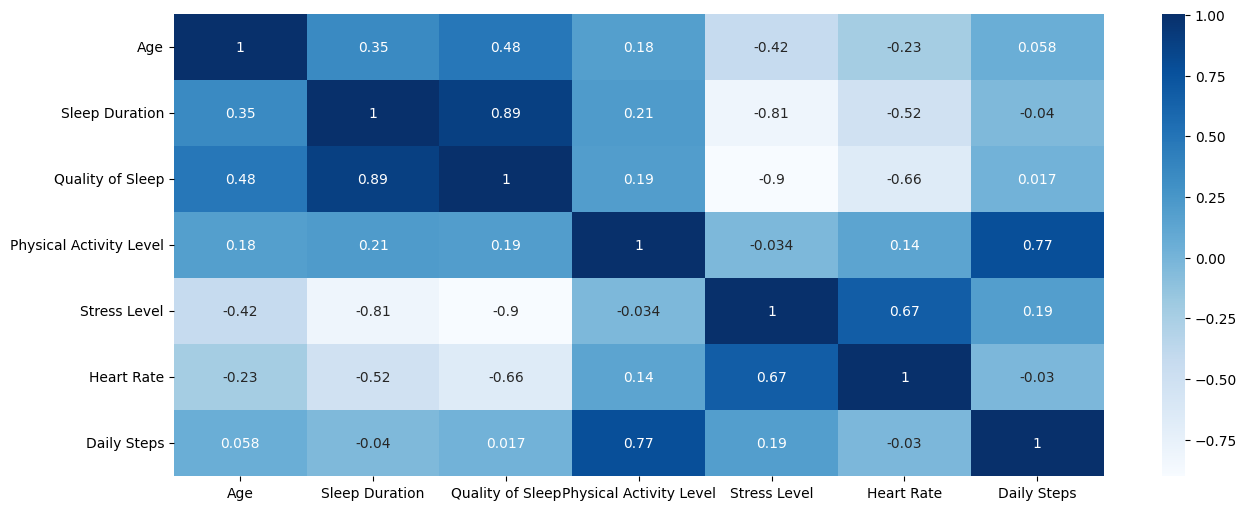 Age 1 0.35 0.48 0.18 -0.42 -0.23 0.058
Sleep Duration 0.35 1 0.89 0.21 -0.81 -0.52 -0.04
Quality of Sleep 0.48 0.89 1 0.19 -0.9 -0.66 0.017
Physical Activity Level 0.18 0.21 0.19 1 -0.034 0.14 0.77
Stress Level -0.42 -0.81 -0.9 -0.034 1 0.67 0.19
Heart Rate -0.23 -0.52 -0.66 0.14 0.67 1 -0.03
Daily Steps 0.058 -0.04 0.017 0.77 0.19 -0.03 1
Age Sleep Duration Quality of Sleep Physical Activity Level Stress Level Heart Rate Daily Steps
1.00
0.75
0.50
0.25
0.00
-0.25
-0.50
-0.75